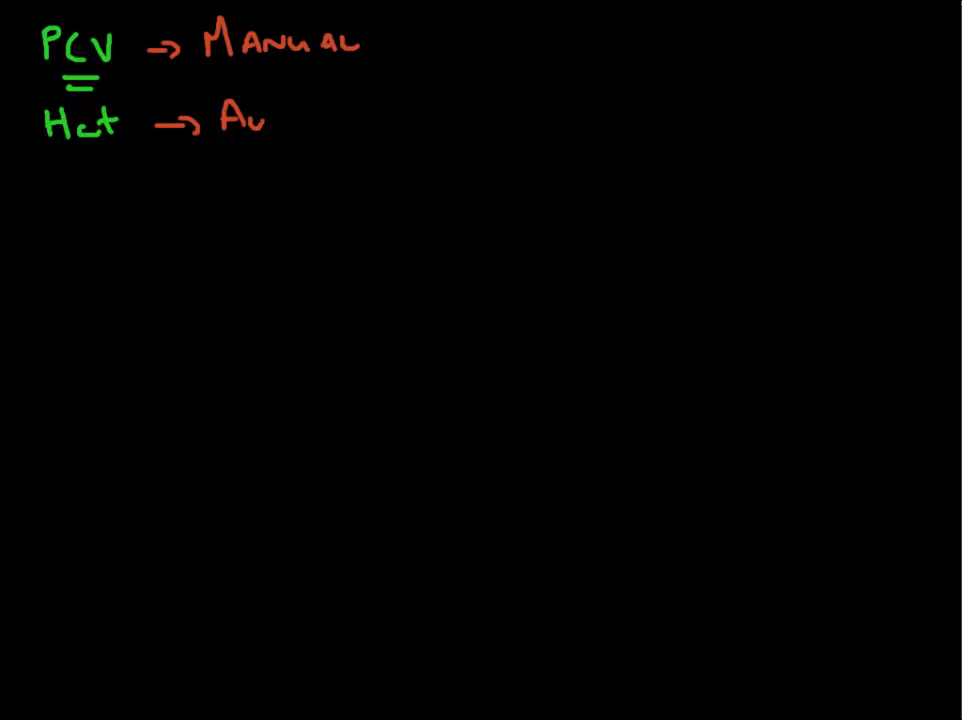 PCV → MANUAL
=
Hct → Au